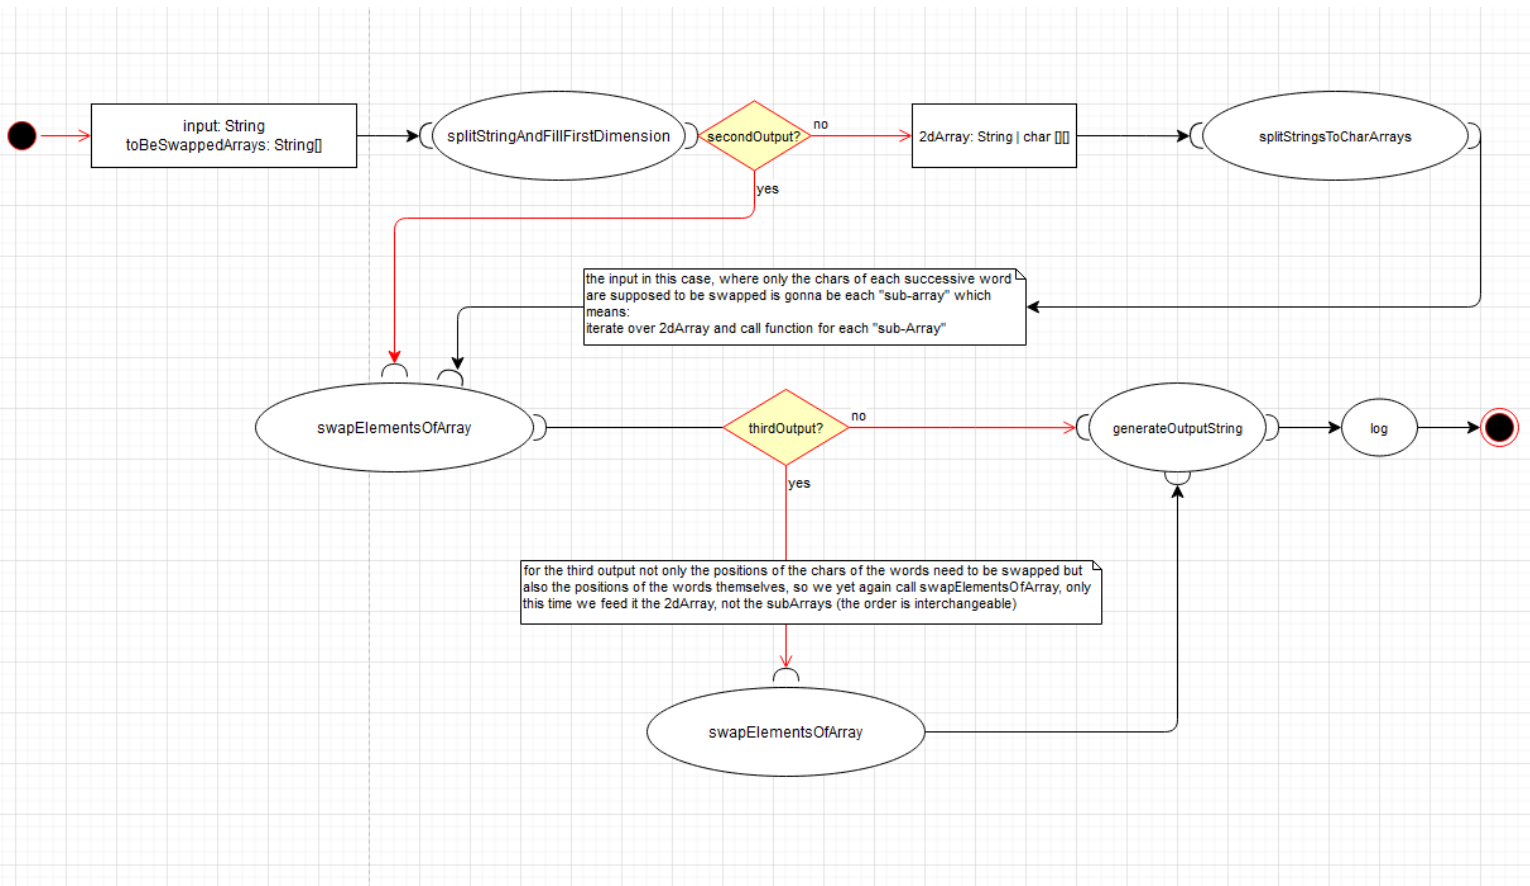 input: String
toBeSwappedArrays: String[]
splitStringAndFillFirstDimension
secondOutput?
no
yes
2dArray: String | char [][]
splitStringsToCharArrays
the input in this case, where only the chars of each successive word
are supposed to be swapped is gonna be each "sub-array" which
means:
iterate over 2dArray and call function for each "sub-Array"
swapElementsOfArray
thirdOutput?
no
yes
generateOutputString
log
for the third output not only the positions of the chars of the words need to be swapped but
also the positions of the words themselves, so we yet again call swapElementsOfArray, only
this time we feed it the 2dArray, not the subArrays (the order is interchangeable)
swapElementsOfArray